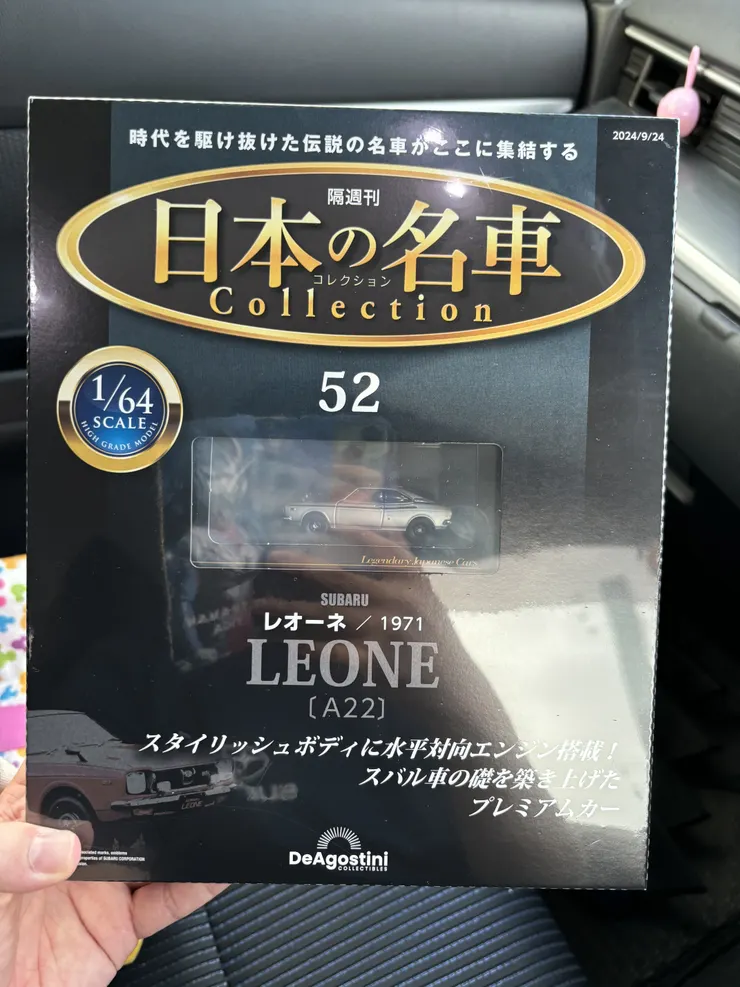 時代を駆け抜けた伝説の名車がここに集結する
2024/9/24
隔週刊
日本の名車
コレクション
Collection
1/64
SCALE
HIGH GRADE MODEL
52
Legendary Japanese Cars
SUBARU
レオーネ / 1971
LEONE
〔A22〕
スタイリッシュボディに水平対向エンジン搭載!
スバル車の礎を築き上げた
プレミアムカー
LEONE
DeAgostini
COLLECTIBLES